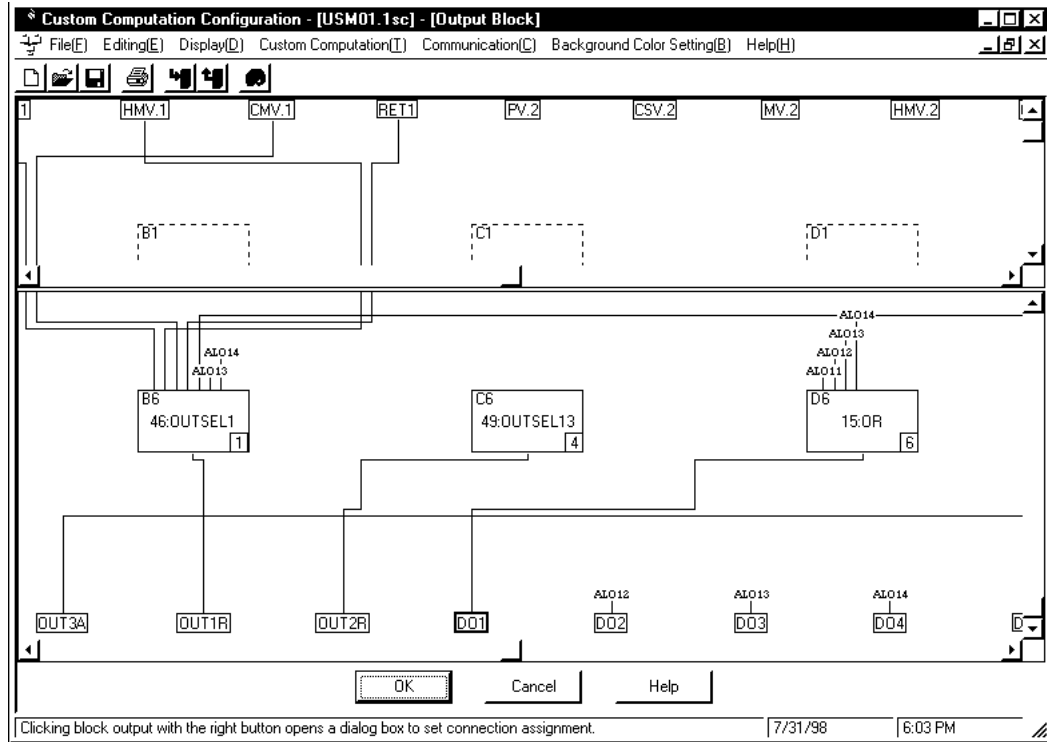 Custom Computation Configuration - [USM01.1sc] - [Output Block]
File(F) Editing(E) Display(D) Custom Computation(T) Communication(C) Background Color Setting(B) Help(H)
1 HMV.1 CMV.1 RET1 PV.2 CSV.2 MV.2 HMV.2
B1 C1 D1
ALO14
ALO13
ALO14 ALO12
ALO13 ALO11
B6 C6 D6
46:OUTSEL1 49:OUTSEL13 15:OR
1 4 6
ALO12 ALO13 ALO14
OUT3A OUT1R OUT2R DO1 DO2 DO3 DO4 D
OK Cancel Help
Clicking block output with the right button opens a dialog box to set connection assignment. 7/31/98 6:03 PM